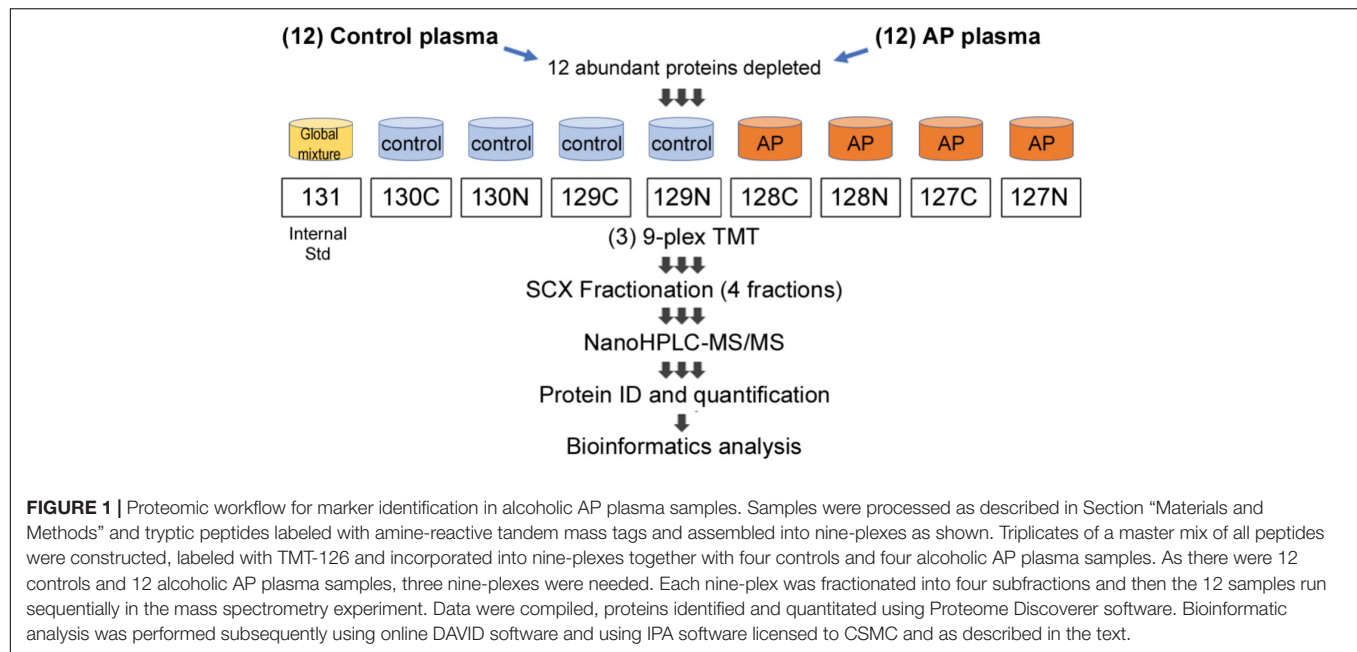 (12) Control plasma
(12) AP plasma
12 abundant proteins depleted
Global mixture
control
control
control
control
AP
AP
AP
AP
131
130C
130N
129C
129N
128C
128N
127C
127N
Internal
Std
(3) 9-plex TMT
SCX Fractionation (4 fractions)
NanoHPLC-MS/MS
Protein ID and quantification
Bioinformatics analysis
FIGURE 1 | Proteomic workflow for marker identification in alcoholic AP plasma samples. Samples were processed as described in Section “Materials and
Methods” and tryptic peptides labeled with amine-reactive tandem mass tags and assembled into nine-plexes as shown. Triplicates of a master mix of all peptides
were constructed, labeled with TMT-126 and incorporated into nine-plexes together with four controls and four alcoholic AP plasma samples. As there were 12
controls and 12 alcoholic AP plasma samples, three nine-plexes were needed. Each nine-plex was fractionated into four subfractions and then the 12 samples run
sequentially in the mass spectrometry experiment. Data were compiled, proteins identified and quantitated using Proteome Discoverer software. Bioinformatic
analysis was performed subsequently using online DAVID software and using IPA software licensed to CSMC and as described in the text.